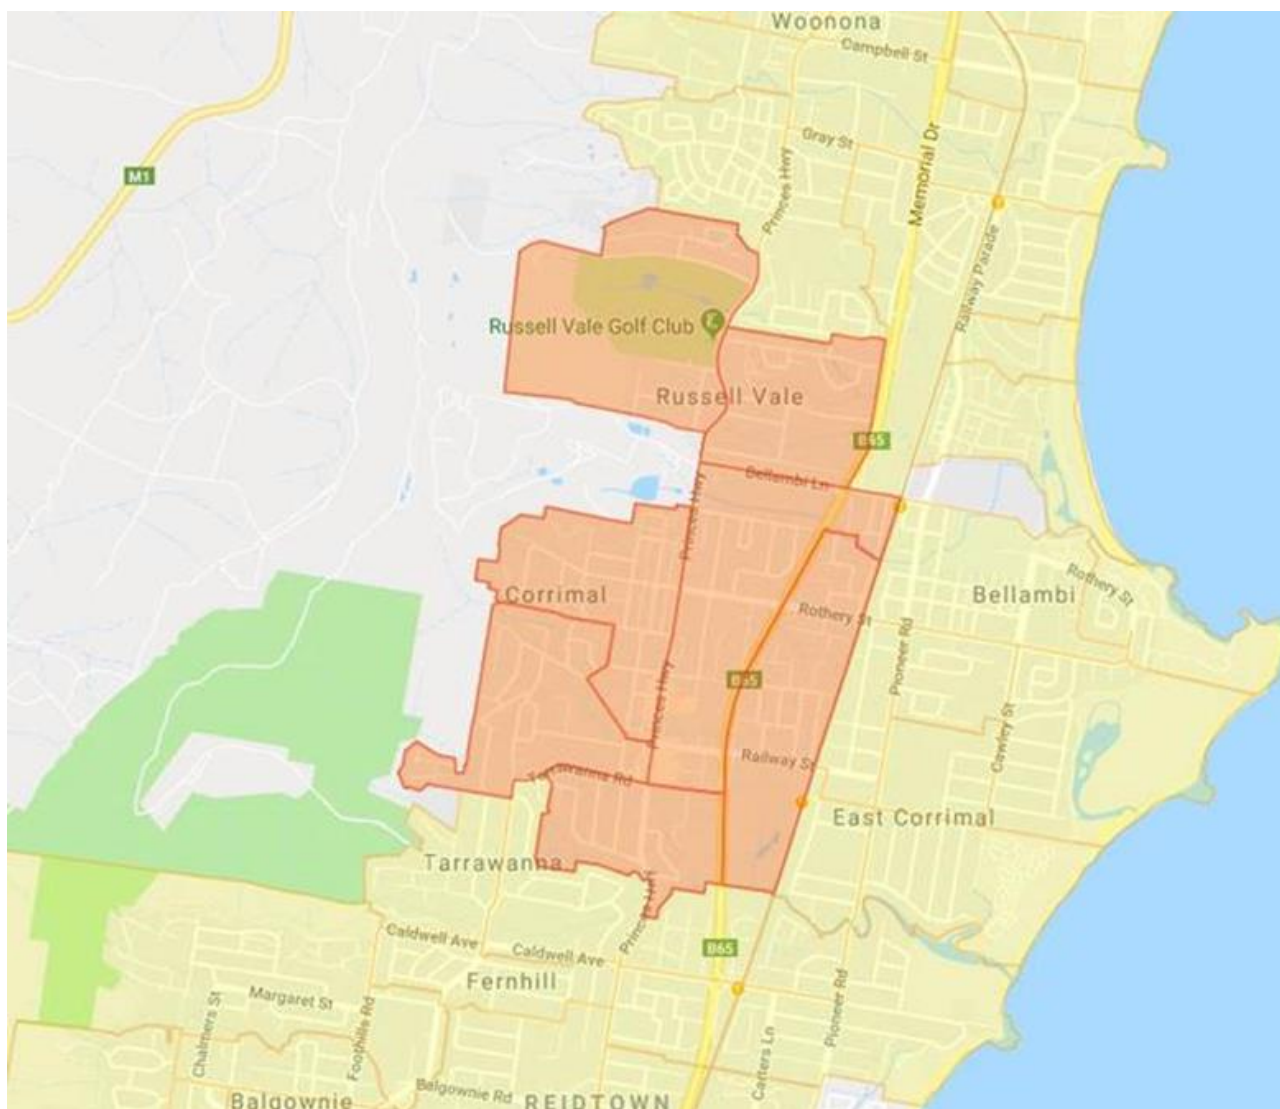 Woonona
Campbell St
Gray St
Memorial Dr
M1
Princes Hwy
Railway Parade
Russell Vale Golf Club
Russell Vale
B65
Bellambi Ln
Princes Hwy
Corrimal
Bellambi
Rothery St
Rothery St
Pioneer Rd
B65
Princes Hwy
Cawley St
Railway St
Tarrawanna Rd
East Corrimal
Tarrawanna
Princes Hwy
Caldwell Ave
Caldwell Ave
B65
Fernhill
Margaret St
Chalmers St
Foothills Rd
Pioneer Rd
Carters Ln
Balgownie Rd
Balgownie
REIDTOWN